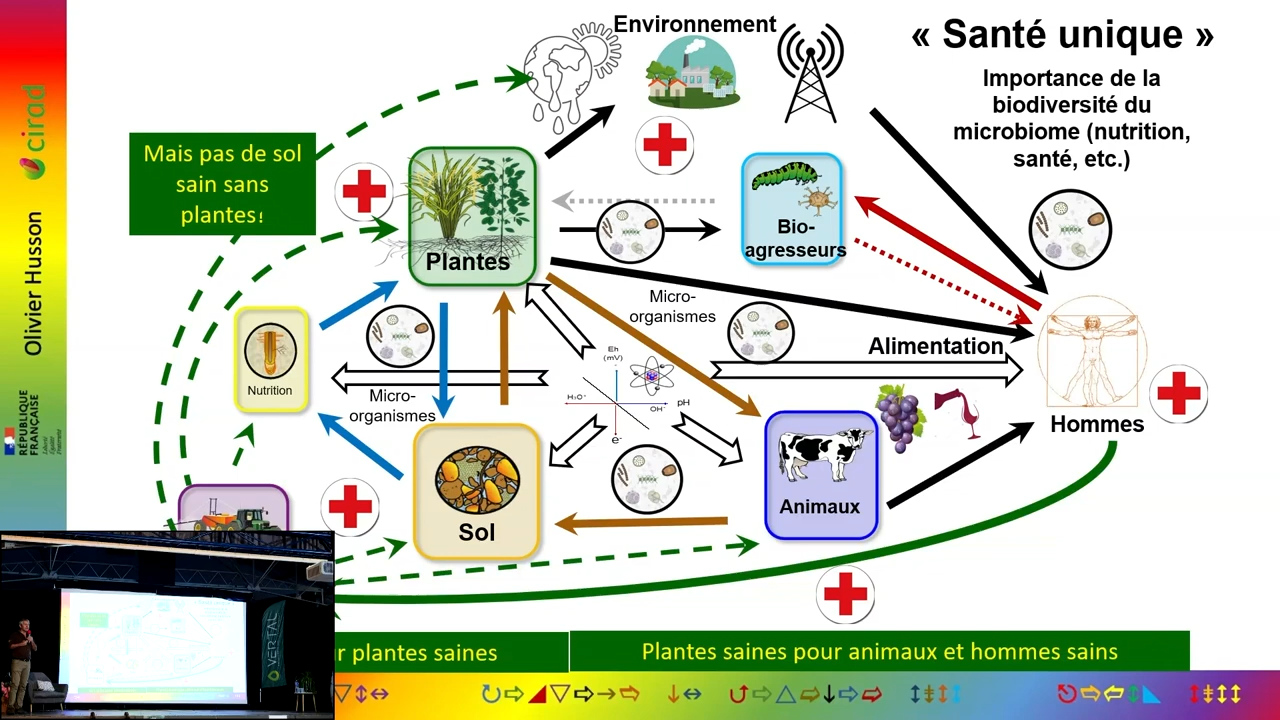 Environnement
« Santé unique »
Importance de la
biodiversité du
microbiome (nutrition,
santé, etc.)
Mais pas de sol
sain sans
plantes!
cirad
Olivier Husson
RÉPUBLIQUE
FRANÇAISE
Plantes
Bio-
agresseurs
Micro-
organismes
Alimentation
Nutrition
Micro-
organismes
Eh
(mV)
H₃O⁺
OH⁻
pH
e⁻
Hommes
Sol
Animaux
VERTAL
r plantes saines
Plantes saines pour animaux et hommes sains